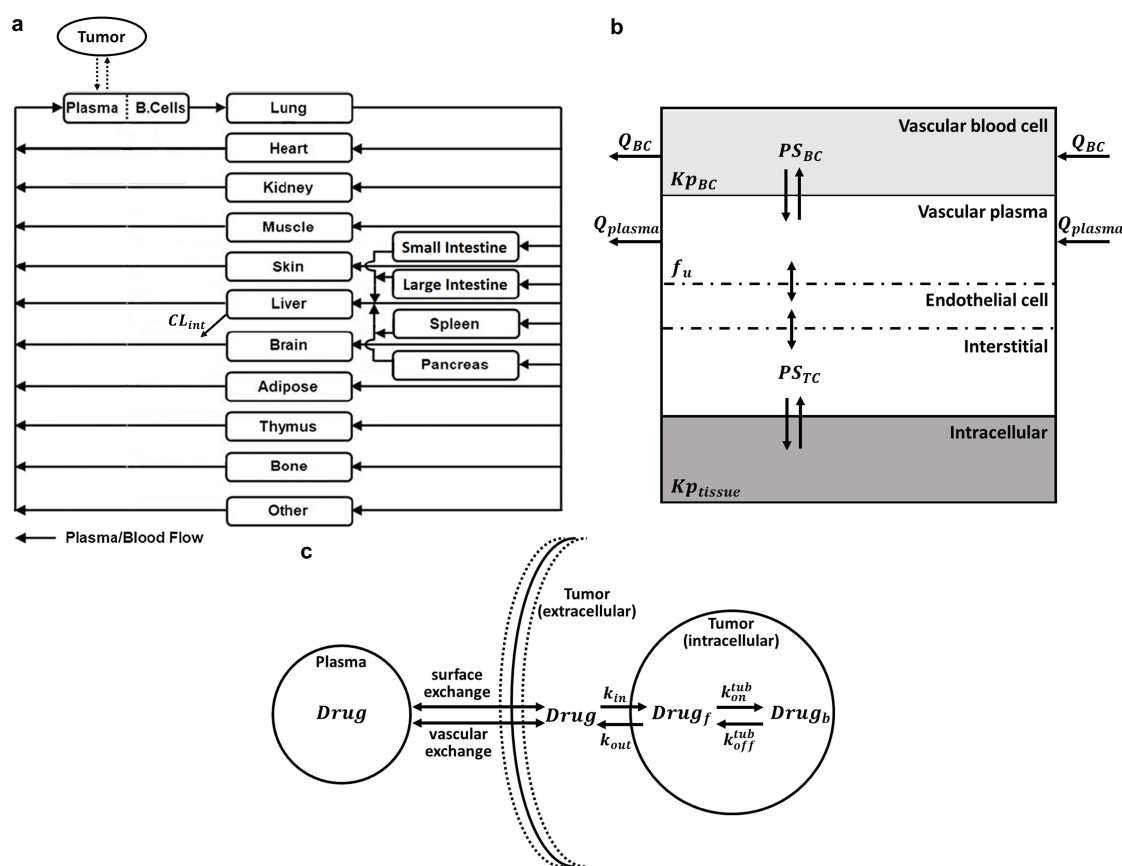 a
Tumor
Plasma B.Cells
Lung
Heart
Kidney
Muscle
Small Intestine
Skin
Large Intestine
Liver
CL_int
Spleen
Brain
Pancreas
Adipose
Thymus
Bone
Other
Plasma/Blood Flow
b
Vascular blood cell
Q_BC
PS_BC
Q_BC
Kp_BC
Vascular plasma
Q_plasma
Q_plasma
f_u
Endothelial cell
Interstitial
PS_TC
Intracellular
Kp_tissue
c
Plasma
Drug
surface
exchange
vascular
exchange
Tumor
(extracellular)
Drug
k_in
k_out
Tumor
(intracellular)
Drug_f
k_on^tub
k_off^tub
Drug_b